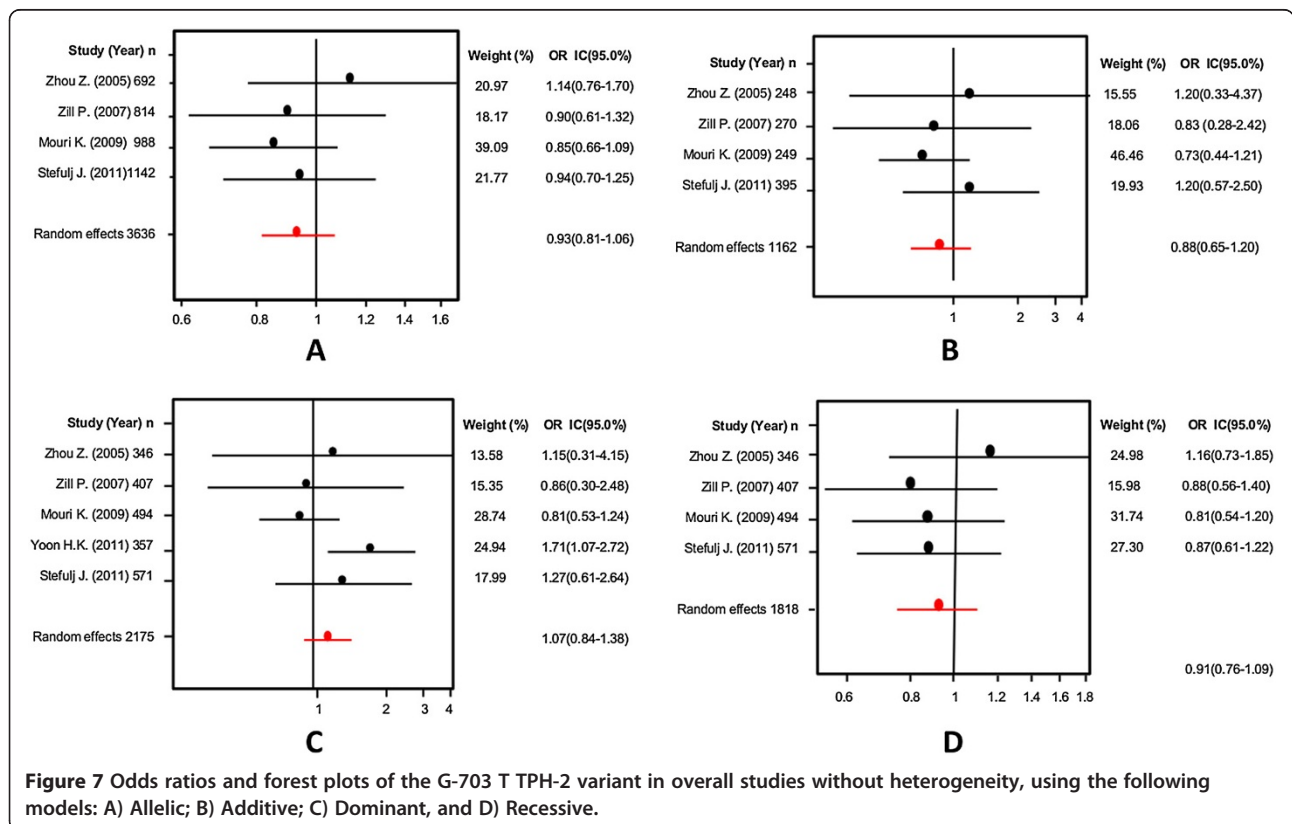 Study (Year) n Weight (%) OR IC(95.0%)
Zhou Z. (2005) 692 20.97 1.14(0.76-1.70)
Zill P. (2007) 814 18.17 0.90(0.61-1.32)
Mouri K. (2009) 988 39.09 0.85(0.66-1.09)
Stefulj J. (2011)1142 21.77 0.94(0.70-1.25)
Random effects 3636 0.93(0.81-1.06)
0.6 0.8 1 1.2 1.4 1.6
A
Study (Year) n Weight (%) OR IC(95.0%)
Zhou Z. (2005) 248 15.55 1.20(0.33-4.37)
Zill P. (2007) 270 18.06 0.83 (0.28-2.42)
Mouri K. (2009) 249 46.46 0.73(0.44-1.21)
Stefulj J. (2011) 395 19.93 1.20(0.57-2.50)
Random effects 1162 0.88(0.65-1.20)
1 2 3 4
B
Study (Year) n Weight (%) OR IC(95.0%)
Zhou Z. (2005) 346 13.58 1.15(0.31-4.15)
Zill P. (2007) 407 15.35 0.86(0.30-2.48)
Mouri K. (2009) 494 28.74 0.81(0.53-1.24)
Yoon H.K. (2011) 357 24.94 1.71(1.07-2.72)
Stefulj J. (2011) 571 17.99 1.27(0.61-2.64)
Random effects 2175 1.07(0.84-1.38)
1 2 3 4
C
Study (Year) n Weight (%) OR IC(95.0%)
Zhou Z. (2005) 346 24.98 1.16(0.73-1.85)
Zill P. (2007) 407 15.98 0.88(0.56-1.40)
Mouri K. (2009) 494 31.74 0.81(0.54-1.20)
Stefulj J. (2011) 571 27.30 0.87(0.61-1.22)
Random effects 1818
0.91(0.76-1.09)
0.6 0.8 1 1.2 1.4 1.6 1.8
D
Figure 7 Odds ratios and forest plots of the G-703 T TPH-2 variant in overall studies without heterogeneity, using the following
models: A) Allelic; B) Additive; C) Dominant, and D) Recessive.